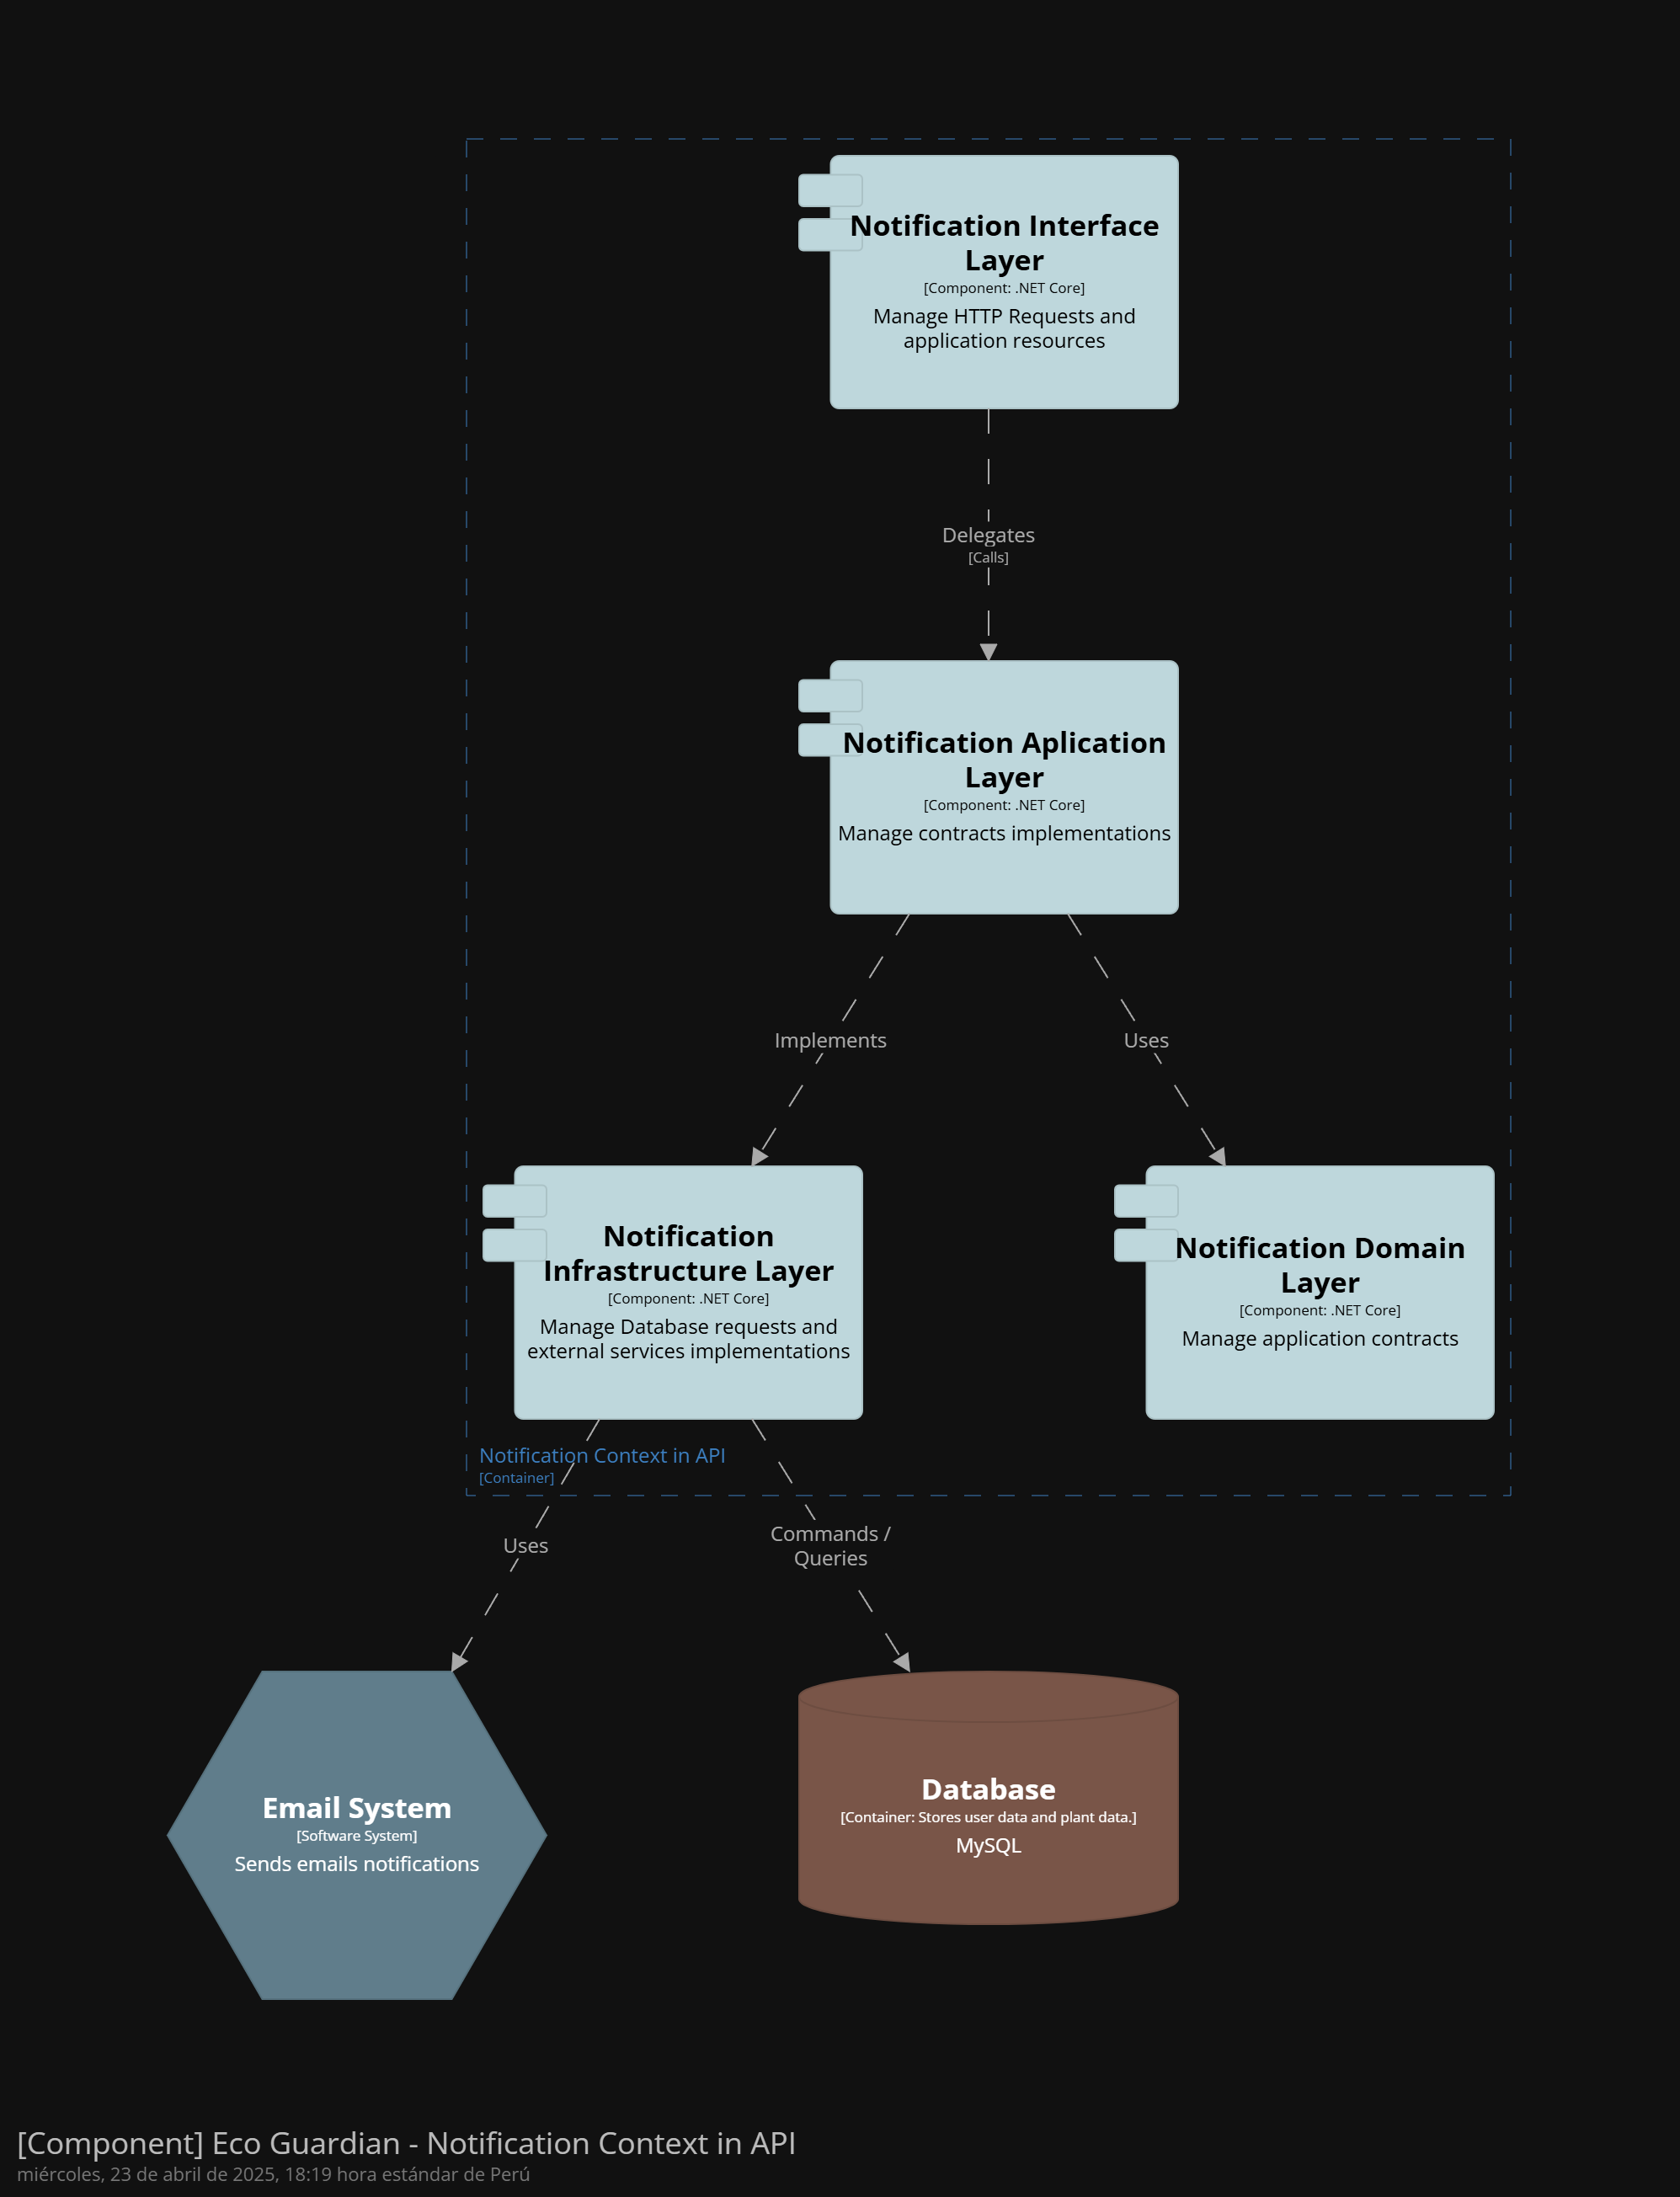 Notification Interface
Layer
[Component: .NET Core]
Manage HTTP Requests and
application resources
Delegates
[Calls]
Notification Aplication
Layer
[Component: .NET Core]
Manage contracts implementations
Implements
Uses
Notification
Infrastructure Layer
[Component: .NET Core]
Manage Database requests and
external services implementations
Notification Domain
Layer
[Component: .NET Core]
Manage application contracts
Notification Context in API
[Container]
Uses
Commands /
Queries
Email System
[Software System]
Sends emails notifications
Database
[Container: Stores user data and plant data.]
MySQL
[Component] Eco Guardian - Notification Context in API
miércoles, 23 de abril de 2025, 18:19 hora estándar de Perú